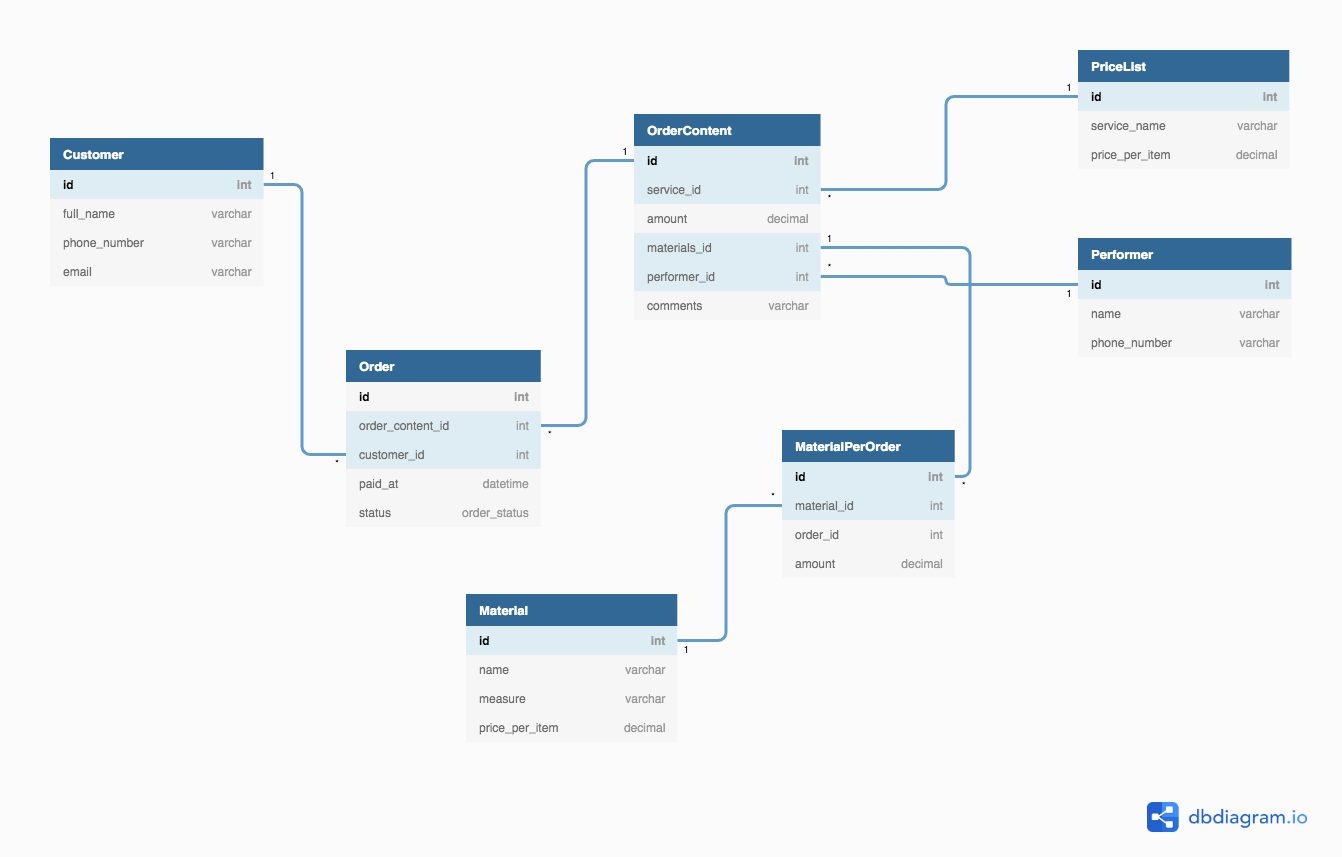 PriceList
id int
service_name varchar
price_per_item decimal
OrderContent
id int
service_id int
amount decimal
materials_id int
performer_id int
comments varchar
Customer
id int
full_name varchar
phone_number varchar
email varchar
Performer
id int
name varchar
phone_number varchar
Order
id int
order_content_id int
customer_id int
paid_at datetime
status order_status
MaterialPerOrder
id int
material_id int
order_id int
amount decimal
Material
id int
name varchar
measure varchar
price_per_item decimal
1
*
1
*
1
*
1
*
1
*
1
*
dbdiagram.io